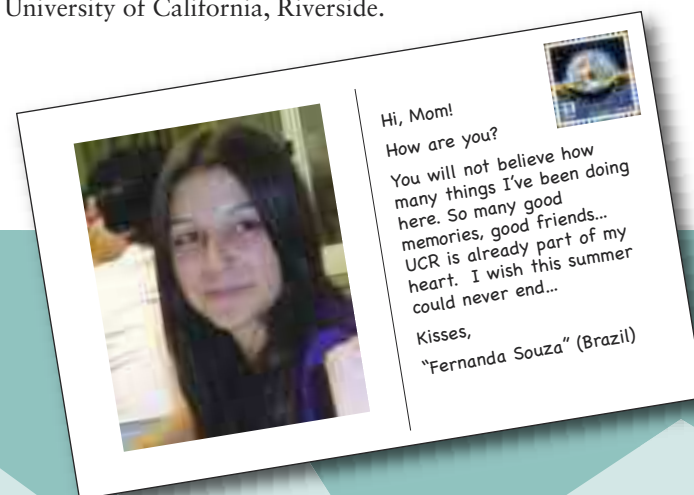 University of California, Riverside.
Hi, Mom!
How are you?
You will not believe how
many things I've been doing
here. So many good
memories, good friends...
UCR is already part of my
heart. I wish this summer
could never end...
Kisses,
"Fernanda Souza" (Brazil)